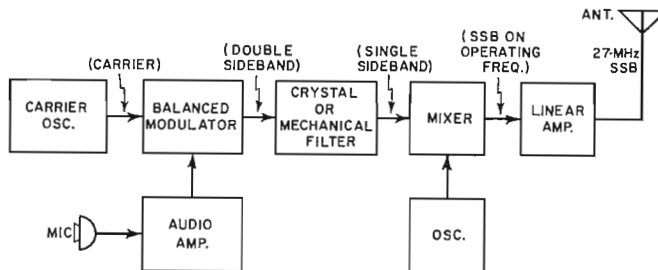 ANT.
(CARRIER)
(DOUBLE
SIDEBAND)
(SINGLE
SIDEBAND)
(SSB ON
OPERATING
FREQ.)
27-MHz
SSB
CARRIER
OSC.
BALANCED
MODULATOR
CRYSTAL
OR
MECHANICAL
FILTER
MIXER
LINEAR
AMP.
MIC
AUDIO
AMP.
OSC.